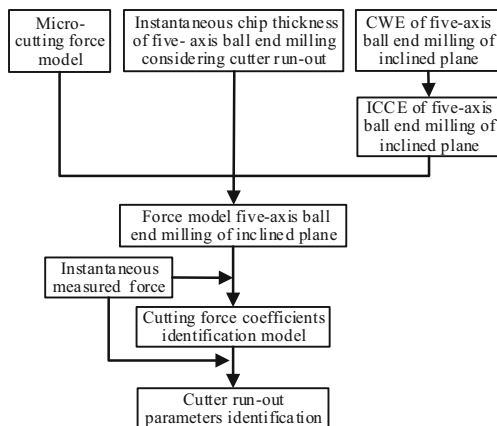 Micro-
cutting force
model
Instantaneous chip thickness
of five- axis ball end milling
considering cutter run-out
CWE of five-axis
ball end milling of
inclined plane
ICCE of five-axis
ball end milling of
inclined plane
Force model five-axis ball
end milling of inclined plane
Instantaneous
measured force
Cutting force coefficients
identification model
Cutter run-out
parameters identification